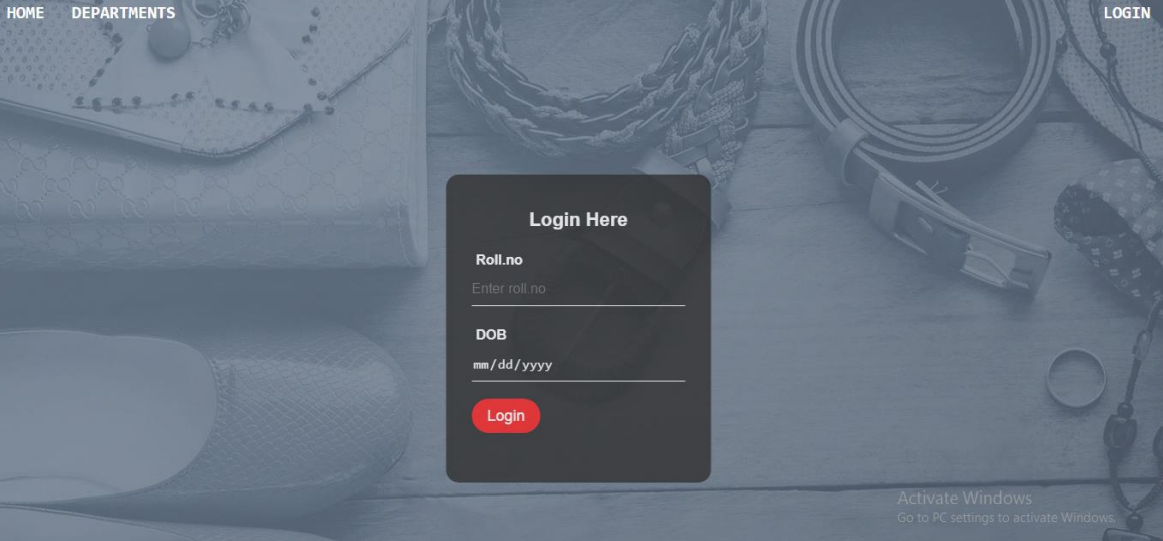 HOME DEPARTMENTS LOGIN
Login Here
Roll.no
Enter roll.no
DOB
mm/dd/yyyy
Login
Activate Windows
Go to PC settings to activate Windows.